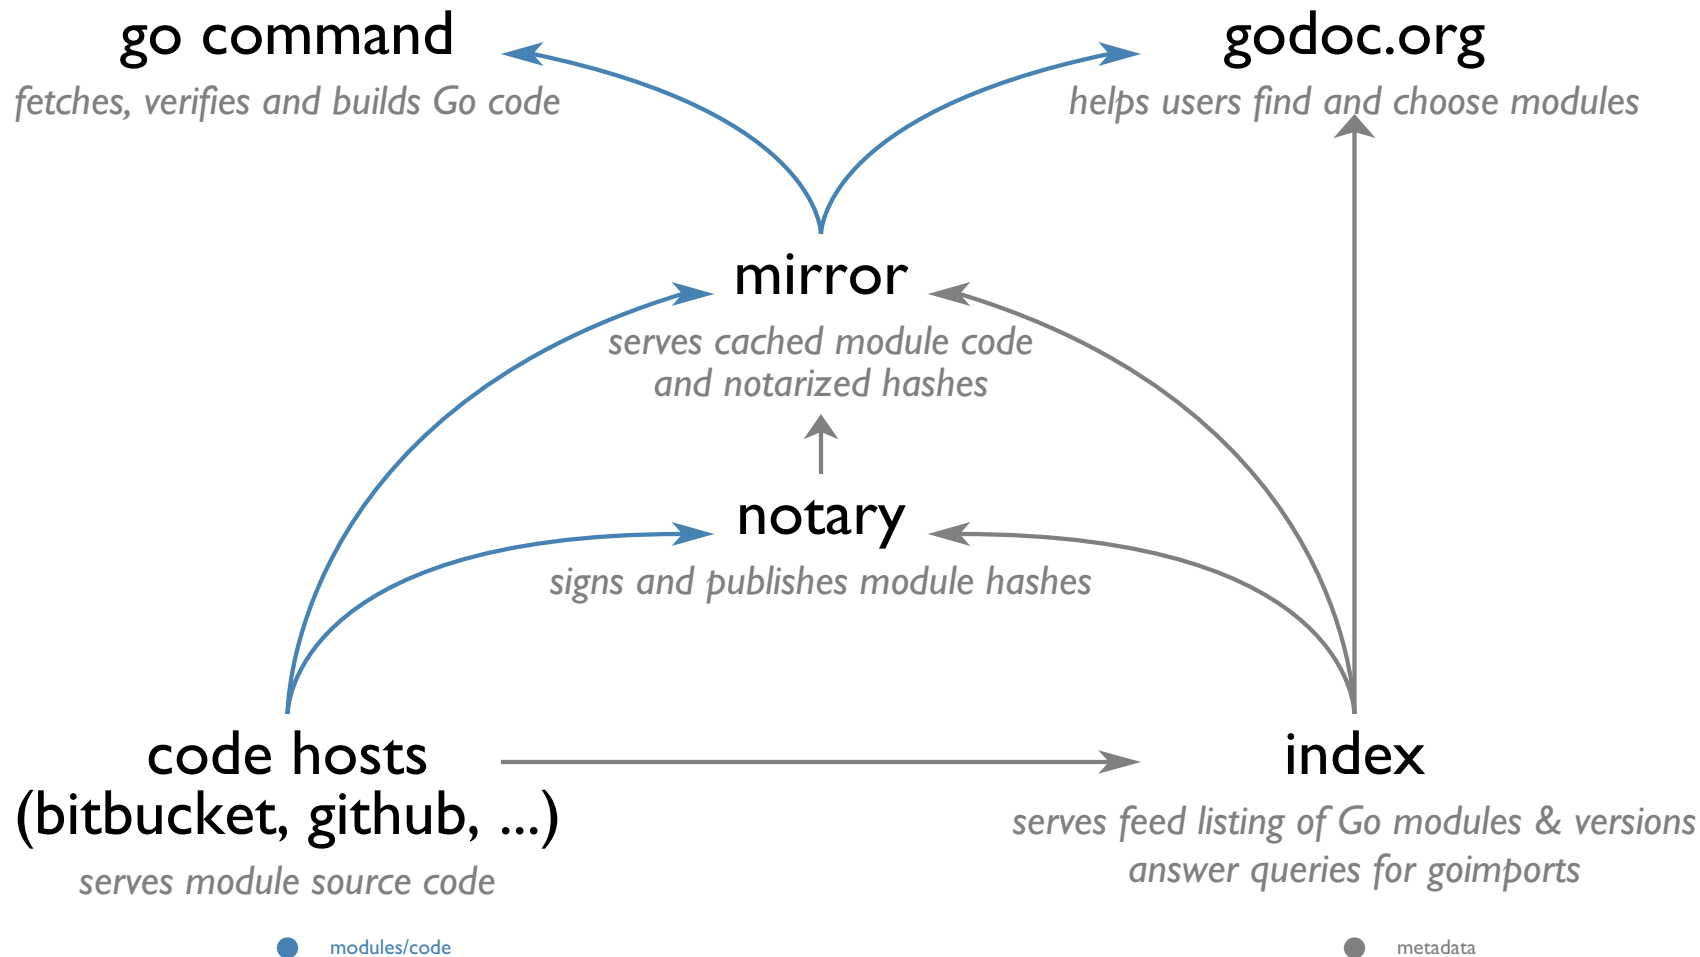 go command
fetches, verifies and builds Go code
godoc.org
helps users find and choose modules
mirror
serves cached module code
and notarized hashes
notary
signs and publishes module hashes
code hosts
(bitbucket, github, ...)
serves module source code
index
serves feed listing of Go modules & versions
answer queries for goimports
modules/code
metadata